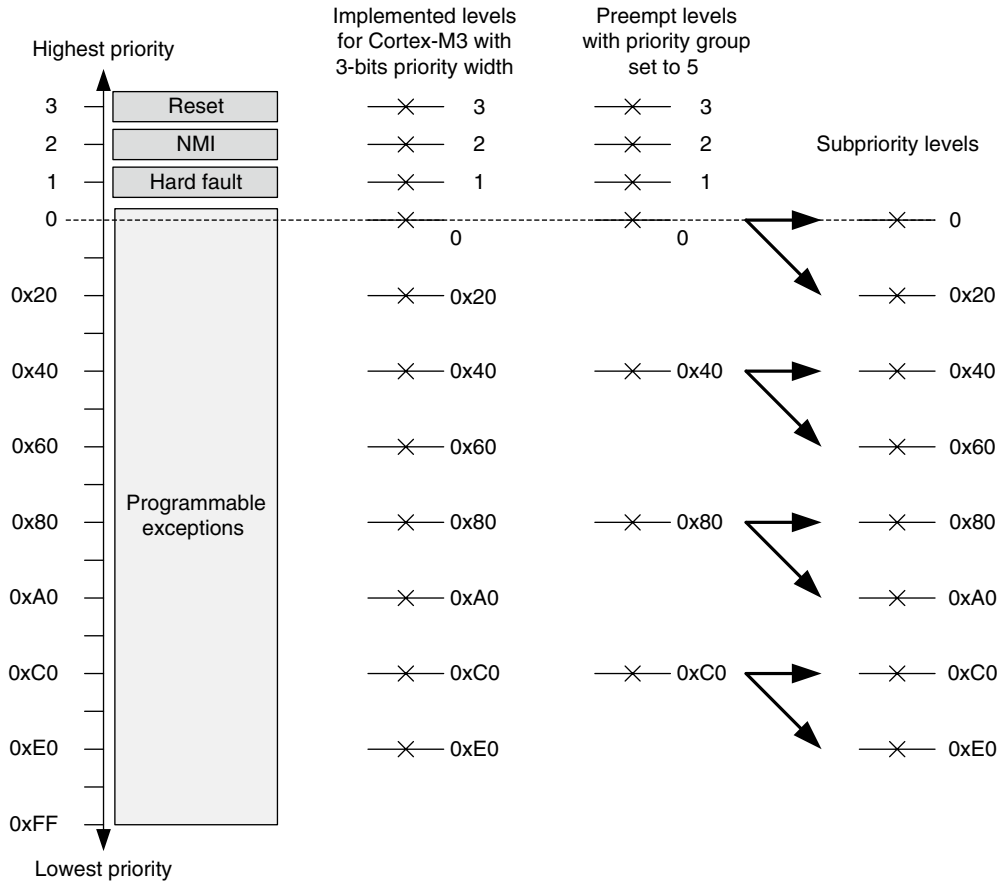 Implemented levels
for Cortex-M3 with
3-bits priority width
Preempt levels
with priority group
set to 5
Highest priority
3
Reset
3
3
2
NMI
2
2
Subpriority levels
1
Hard fault
1
1
0
0
0
0
0x20
0x20
0x20
0x40
0x40
0x40
0x40
0x60
0x60
0x60
Programmable
exceptions
0x80
0x80
0x80
0x80
0xA0
0xA0
0xA0
0xC0
0xC0
0xC0
0xC0
0xE0
0xE0
0xE0
0xFF
Lowest priority